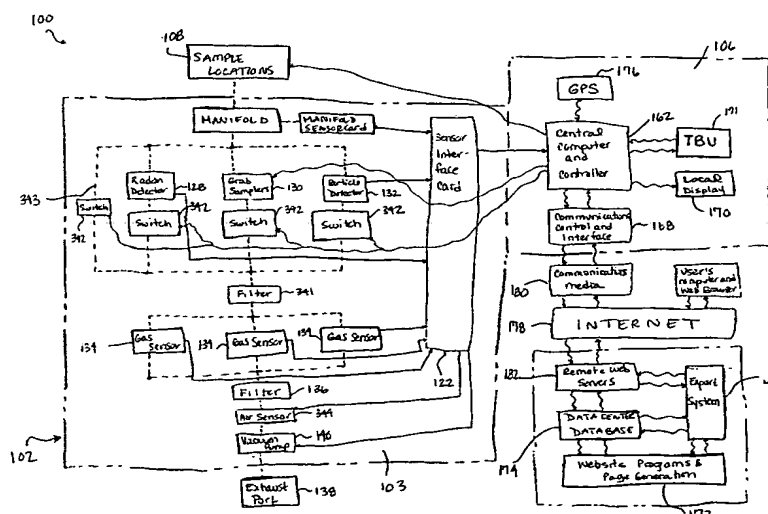 100
108
SAMPLE
LOCATIONS
106
176
GPS
162
171
MANIFOLD
MANIFOLD
SENSOR CARD
Sensor
Interface
Card
Central
Computer
and
Controller
TBU
343
Radon
Detector
128
Grab
Samplers
130
Particle
Detector
132
Local
Display
170
Switch
342
Switch
342
Switch
342
Switch
342
Communications
Control and
Interface
168
Filter
341
Communications
media
180
User's
computer and
Web Browser
134
Gas
Sensor
134
Gas Sensor
134
Gas Sensor
178
INTERNET
122
182
Remote Web
Servers
Expert
System
Filter
136
Air Sensor
344
DATA CENTER
DATABASE
174
Vacuum
Pump
140
102
103
Website Programs &
Page Generation
Exhaust
Port
138
172